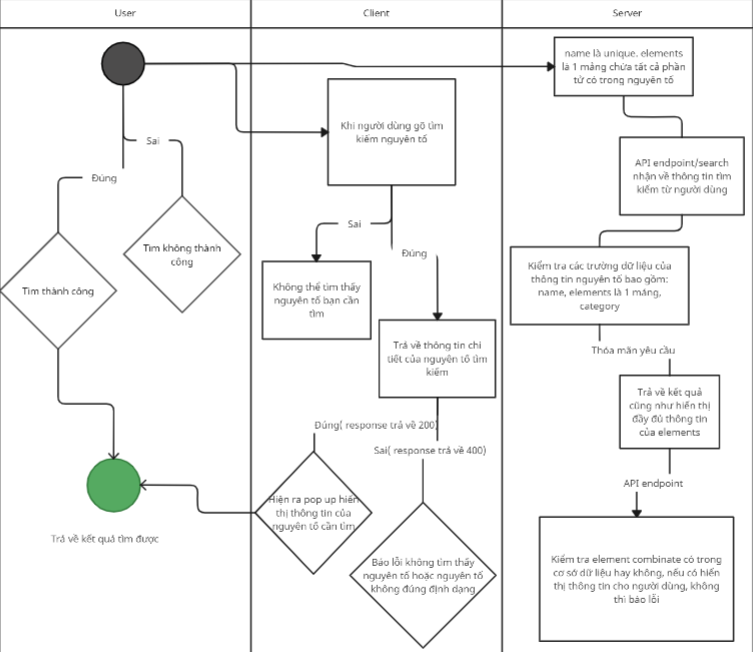 User
Client
Server
name là unique. elements
là 1 mảng chứa tất cả phần
tử có trong nguyên tố
Khi người dùng gõ tìm
kiếm nguyên tố
Sai
Đúng
Tìm không thành
công
Tìm thành công
API endpoint/search
nhận về thông tin tìm
kiếm từ người dùng
Sai
Đúng
Không thể tìm thấy
nguyên tố bạn cần
tìm
Kiểm tra các trường dữ liệu của
thông tin nguyên tố bao gồm:
name, elements là 1 mảng,
category
Trả về thông tin chi
tiết của nguyên tố tìm
kiếm
Thỏa mãn yêu cầu
Trả về kết quả
cũng như hiển thị
đầy đủ thông tin
của elements
Đúng( response trả về 200)
Sai( response trả về 400)
API endpoint
Hiện ra pop up hiển
thị thông tin của
nguyên tố cần tìm
Trả về kết quả tìm được
Báo lỗi không tìm thấy
nguyên tố hoặc nguyên tố
không đúng định dạng
Kiểm tra element combinate có trong
cơ sở dữ liệu hay không, nếu có hiển
thị thông tin cho người dùng, không
thì báo lỗi